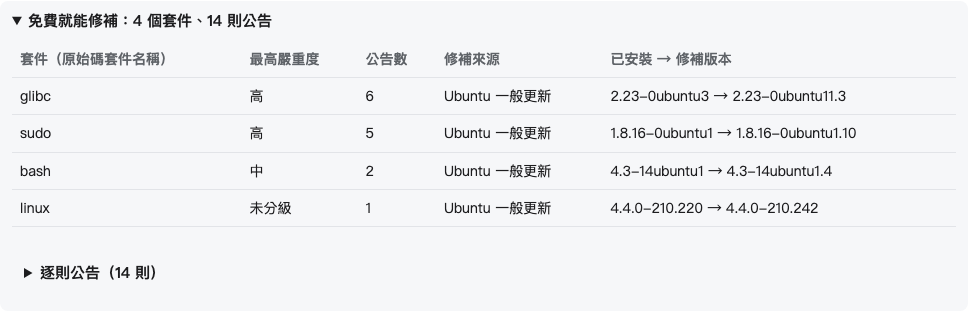 ▼ 免費就能修補：4 個套件、14 則公告
套件（原始碼套件名稱） 最高嚴重度 公告數 修補來源 已安裝 → 修補版本
glibc 高 6 Ubuntu 一般更新 2.23-0ubuntu3 → 2.23-0ubuntu11.3
sudo 高 5 Ubuntu 一般更新 1.8.16-0ubuntu1 → 1.8.16-0ubuntu1.10
bash 中 2 Ubuntu 一般更新 4.3-14ubuntu1 → 4.3-14ubuntu1.4
linux 未分級 1 Ubuntu 一般更新 4.4.0-210.220 → 4.4.0-210.242
▶ 逐則公告（14 則）